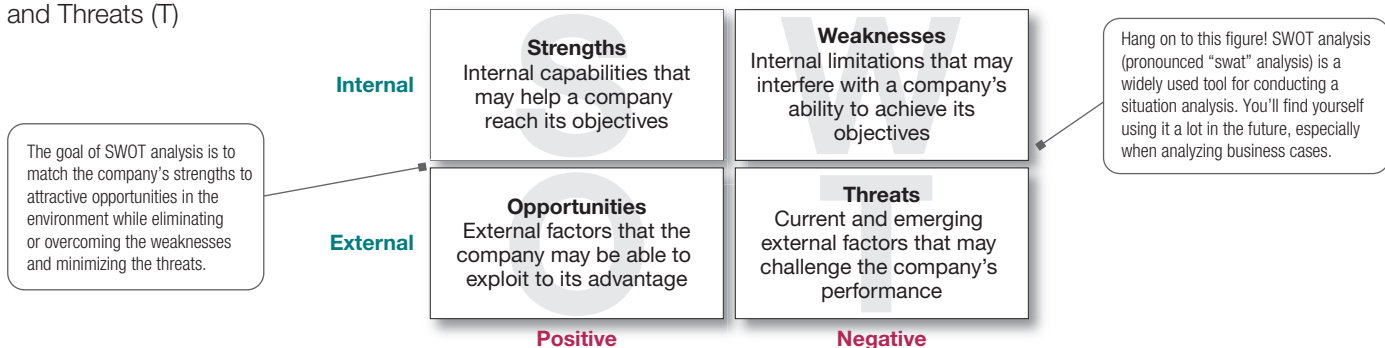 and Threats (T)
Internal
Strengths
Internal capabilities that
may help a company
reach its objectives
Weaknesses
Internal limitations that may
interfere with a company’s
ability to achieve its
objectives
Hang on to this figure! SWOT analysis
(pronounced “swat” analysis) is a
widely used tool for conducting a
situation analysis. You’ll find yourself
using it a lot in the future, especially
when analyzing business cases.
The goal of SWOT analysis is to
match the company’s strengths to
attractive opportunities in the
environment while eliminating
or overcoming the weaknesses
and minimizing the threats.
External
Opportunities
External factors that the
company may be able to
exploit to its advantage
Threats
Current and emerging
external factors that may
challenge the company’s
performance
Positive
Negative
S
W
O
T